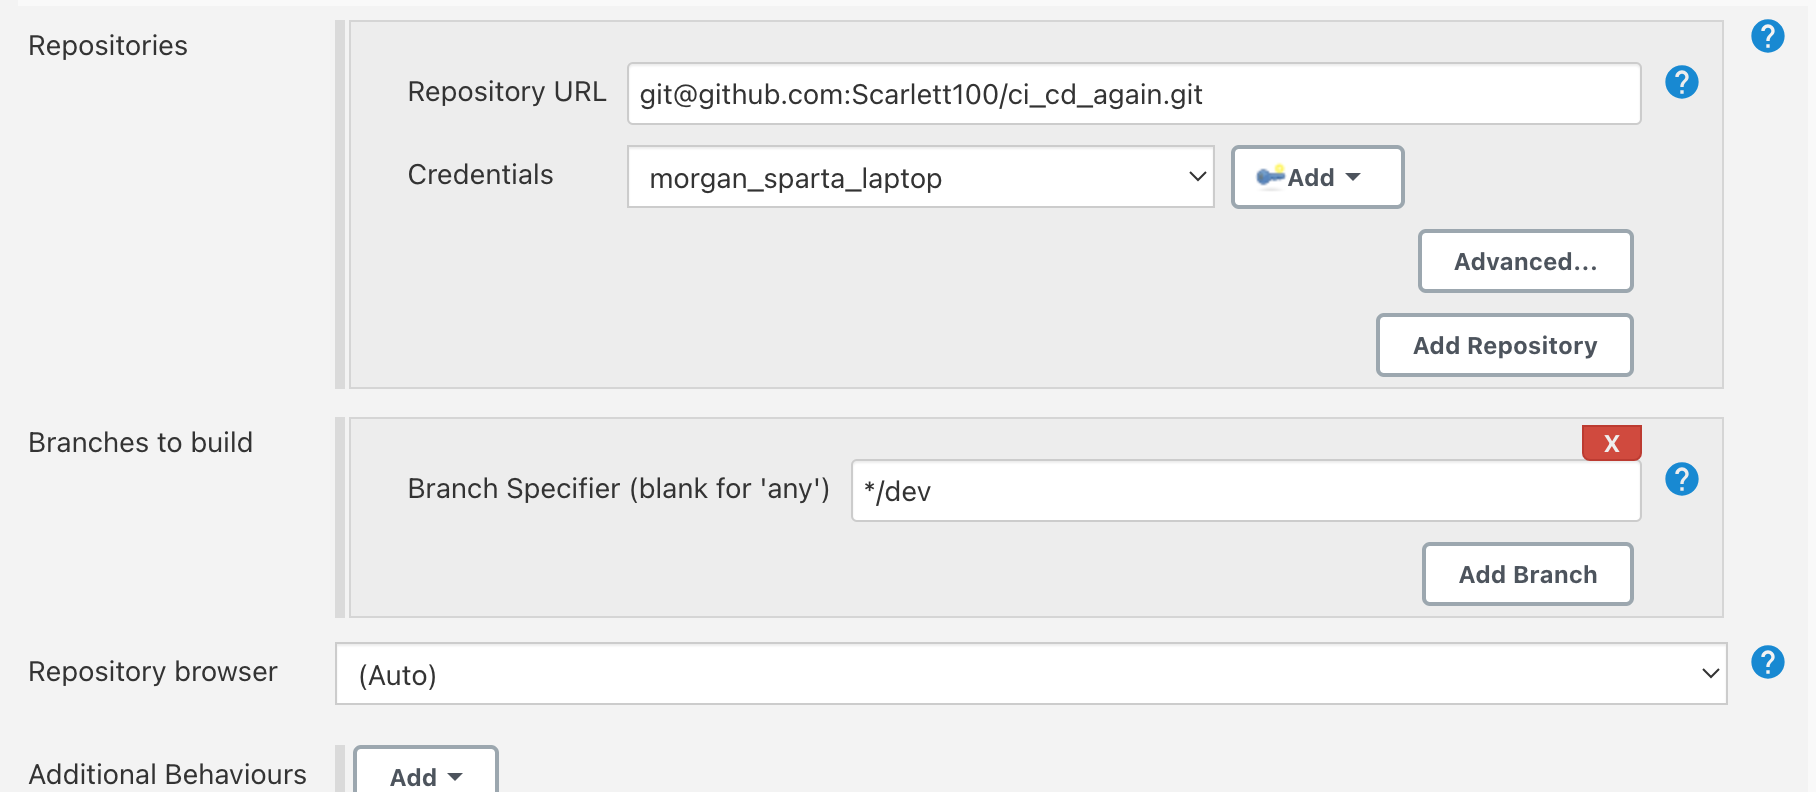 Repositories
?
Repository URL git@github.com:Scarlett100/ci_cd_again.git ?
Credentials morgan_sparta_laptop Add
Advanced...
Add Repository
Branches to build
X
Branch Specifier (blank for 'any') */dev ?
Add Branch
Repository browser (Auto) ?
Additional Behaviours Add